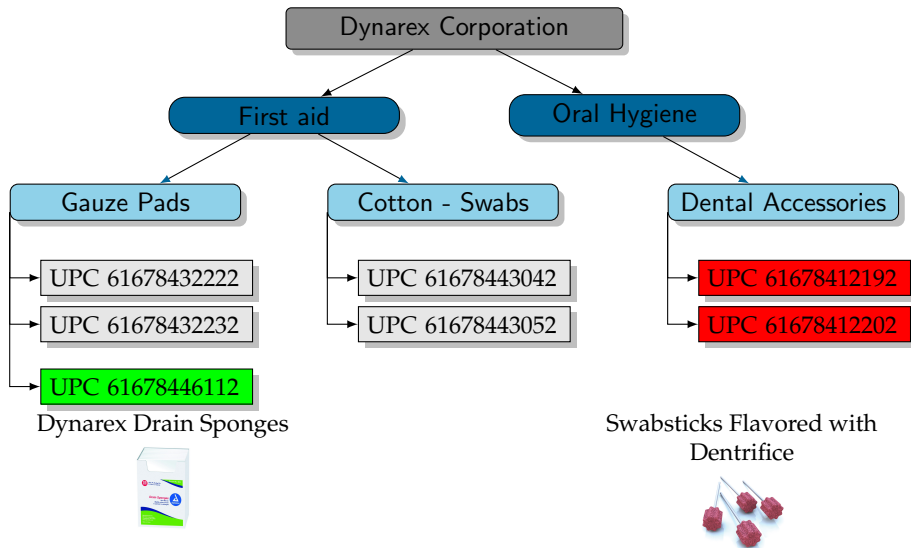 Dynarex Corporation
First aid
Oral Hygiene
Gauze Pads
Cotton - Swabs
Dental Accessories
UPC 61678432222
UPC 61678443042
UPC 61678412192
UPC 61678432232
UPC 61678443052
UPC 61678412202
UPC 61678446112
Dynarex Drain Sponges
Swabsticks Flavored with
Dentrifice